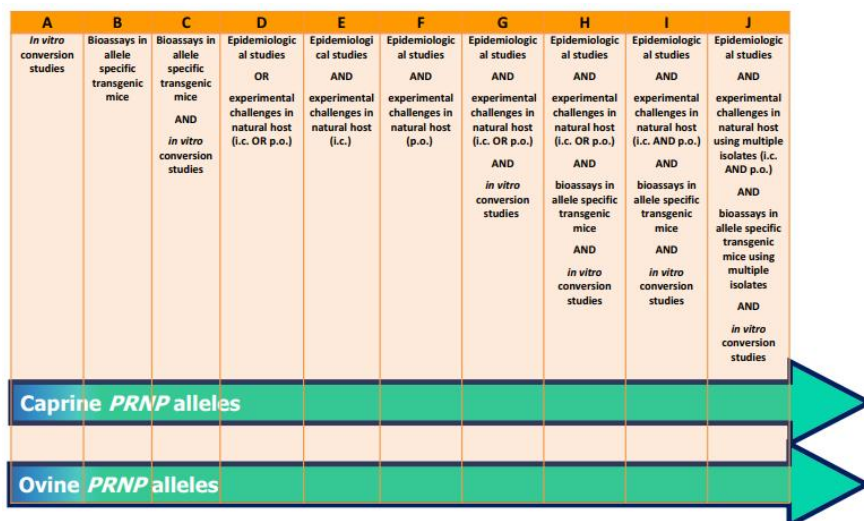 A
In vitro
conversion
studies
B
Bioassays in
allele
specific
transgenic
mice
C
Bioassays in
allele
specific
transgenic
mice
AND
in vitro
conversion
studies
D
Epidemiologic
al studies
OR
experimental
challenges in
natural host
(i.c. OR p.o.)
E
Epidemiologi
cal studies
AND
experimental
challenges in
natural host
(i.c.)
F
Epidemiologic
al studies
AND
experimental
challenges in
natural host
(p.o.)
G
Epidemiologic
al studies
AND
experimental
challenges in
natural host
(i.c. OR p.o.)
AND
in vitro
conversion
studies
H
Epidemiologic
al studies
AND
experimental
challenges in
natural host
(i.c. OR p.o.)
AND
bioassays in
allele specific
transgenic
mice
AND
in vitro
conversion
studies
I
Epidemiologic
al studies
AND
experimental
challenges in
natural host
(i.c. AND p.o.)
AND
bioassays in
allele specific
transgenic
mice
AND
in vitro
conversion
studies
J
Epidemiologic
al studies
AND
experimental
challenges in
natural host
using multiple
isolates (i.c.
AND p.o.)
AND
bioassays in
allele specific
transgenic
mice using
multiple
isolates
AND
in vitro
conversion
studies
Caprine PRNP alleles
Ovine PRNP alleles